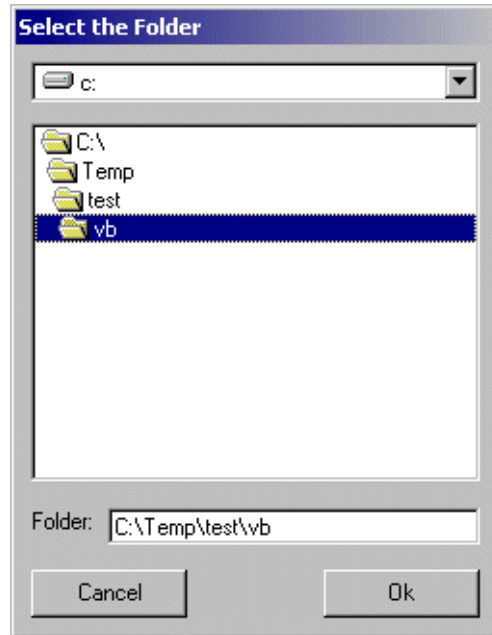 Select the Folder
c:
C:\
Temp
test
vb
Folder: C:\Temp\test\vb
Cancel Ok